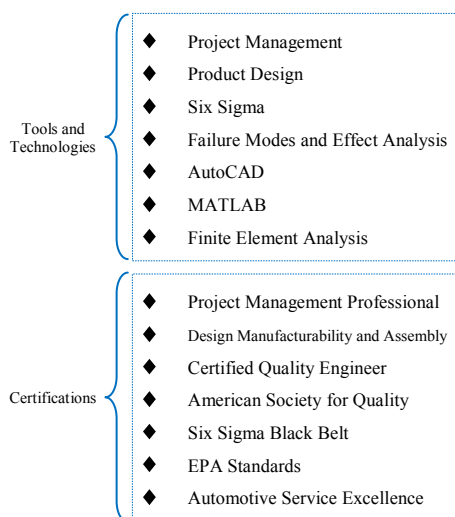 Tools and
Technologies
◆ Project Management
◆ Product Design
◆ Six Sigma
◆ Failure Modes and Effect Analysis
◆ AutoCAD
◆ MATLAB
◆ Finite Element Analysis
Certifications
◆ Project Management Professional
◆ Design Manufacturability and Assembly
◆ Certified Quality Engineer
◆ American Society for Quality
◆ Six Sigma Black Belt
◆ EPA Standards
◆ Automotive Service Excellence